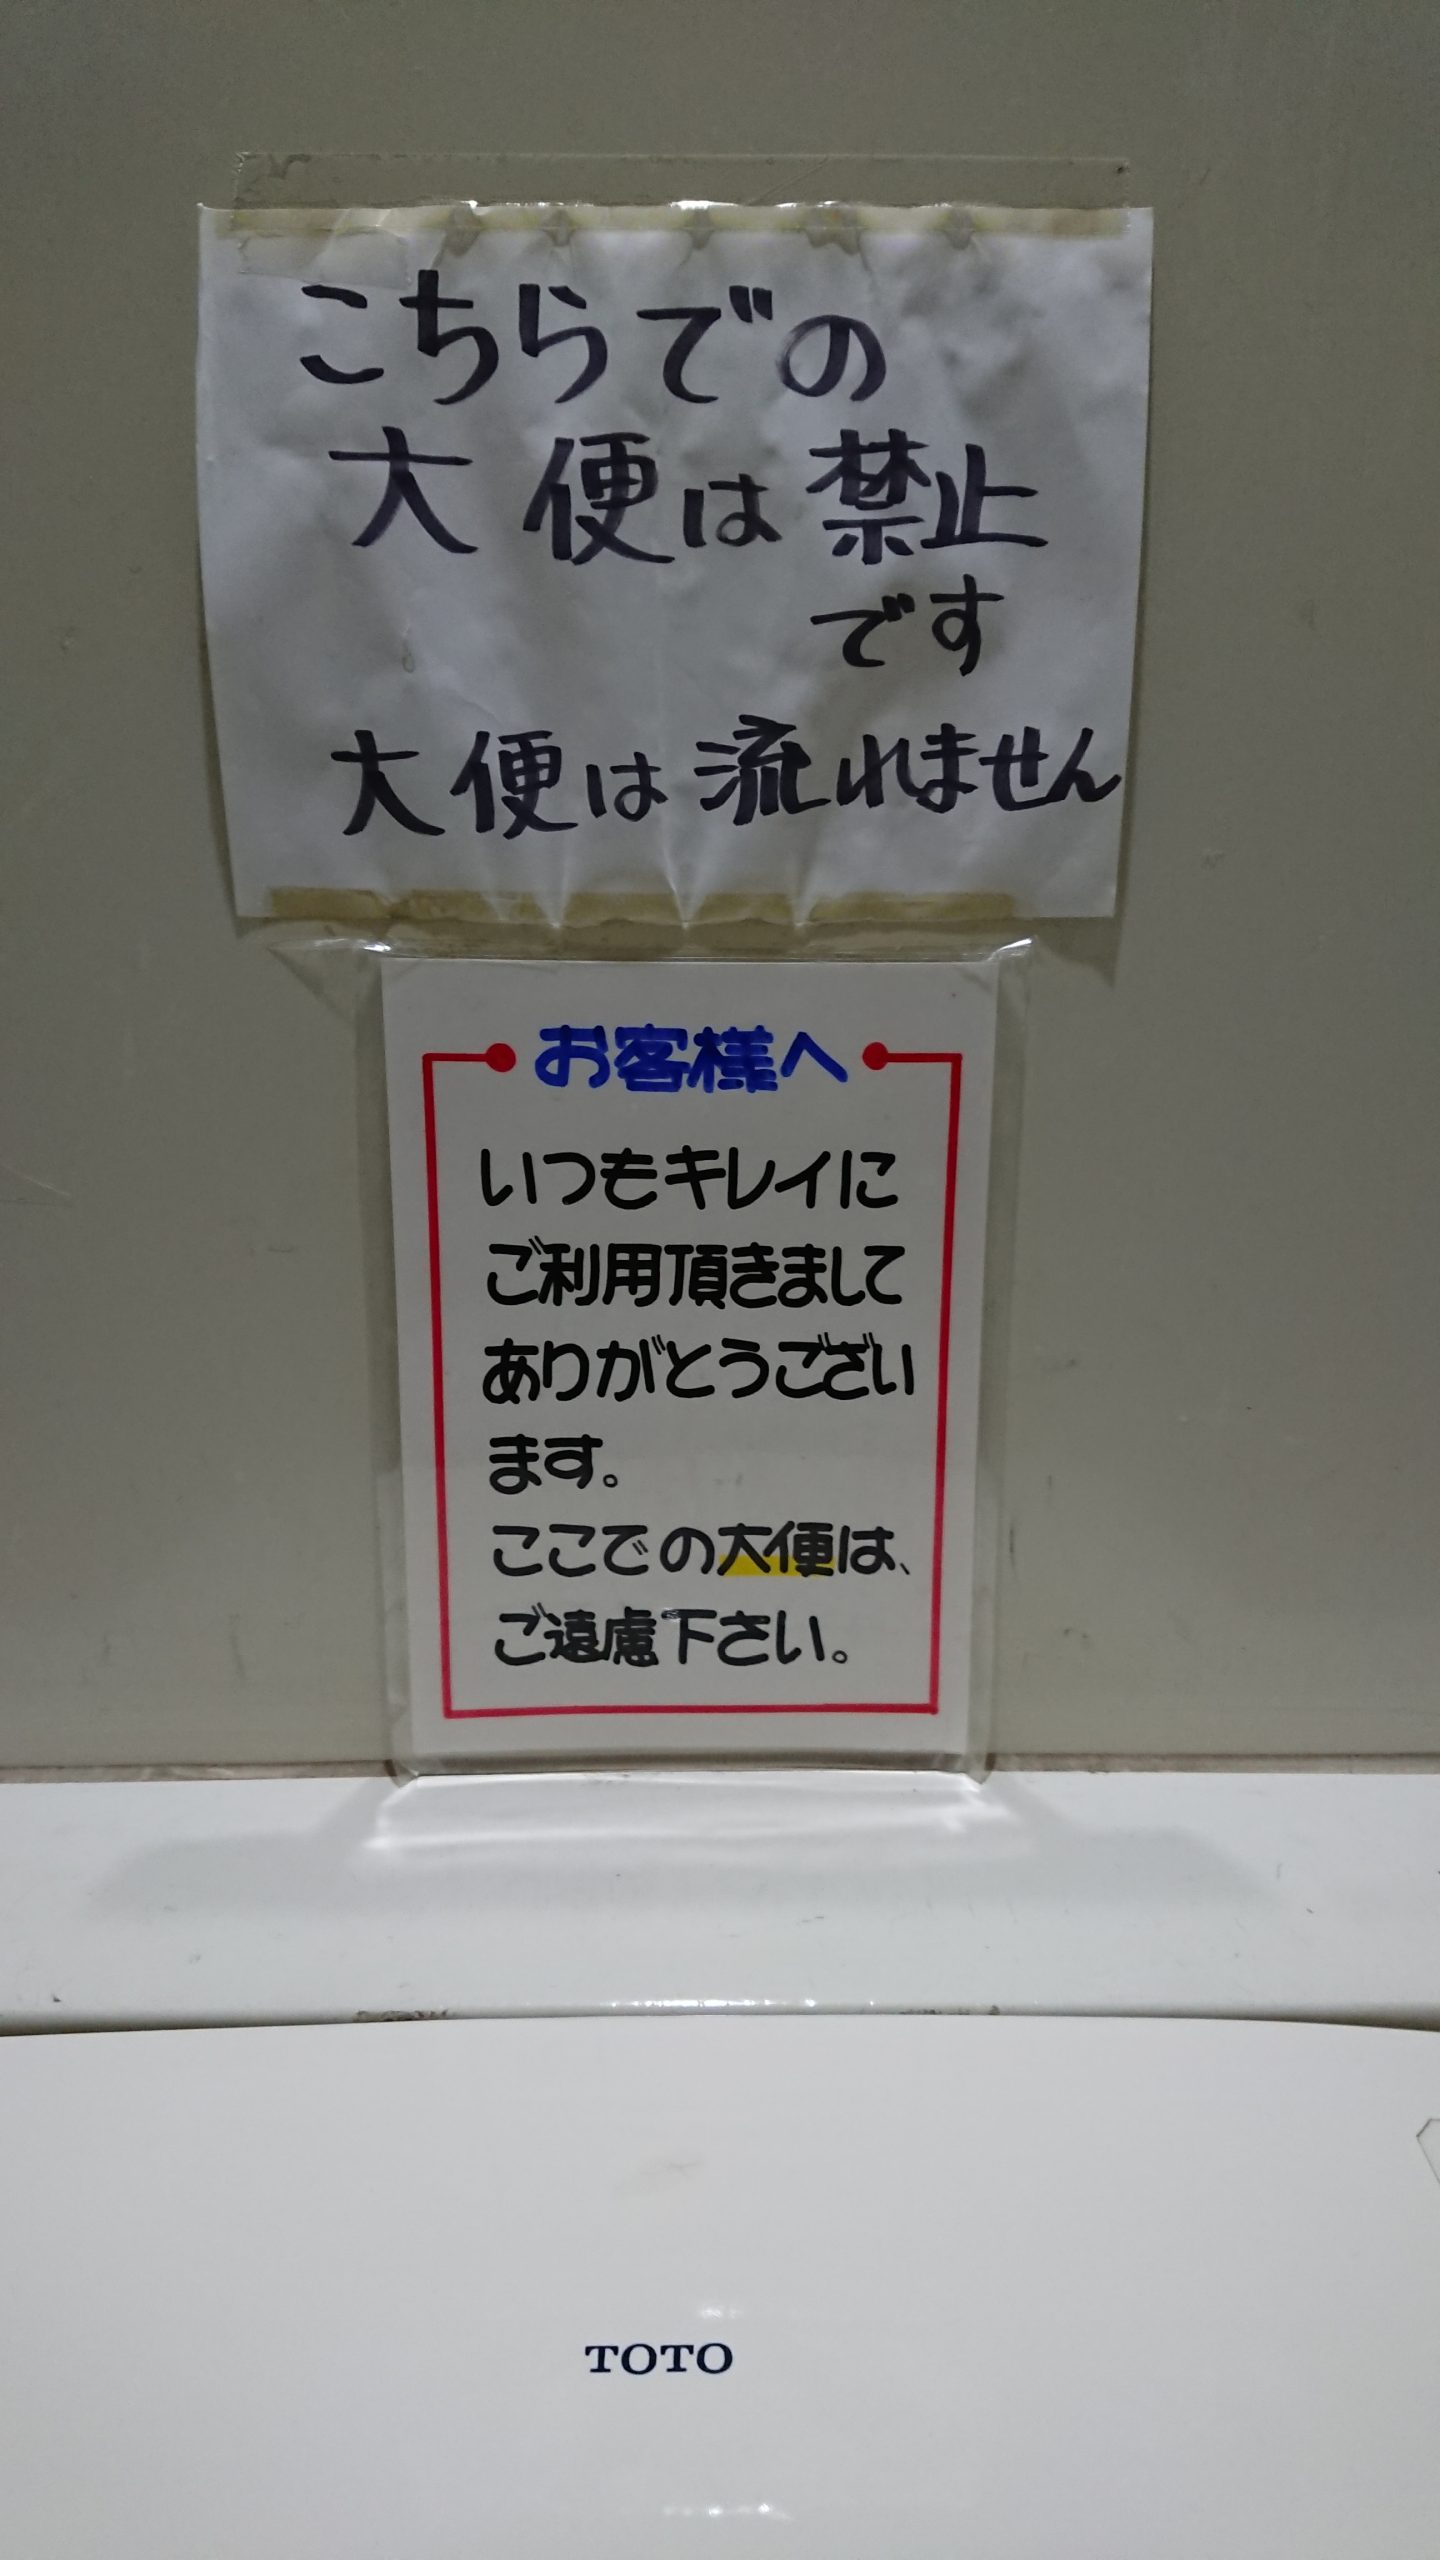 こちらでの
大便は禁止
です
大便は流れません
お客様へ
いつもキレイに
ご利用頂きまして
ありがとうござい
ます。
ここでの大便は、
ご遠慮下さい。
TOTO